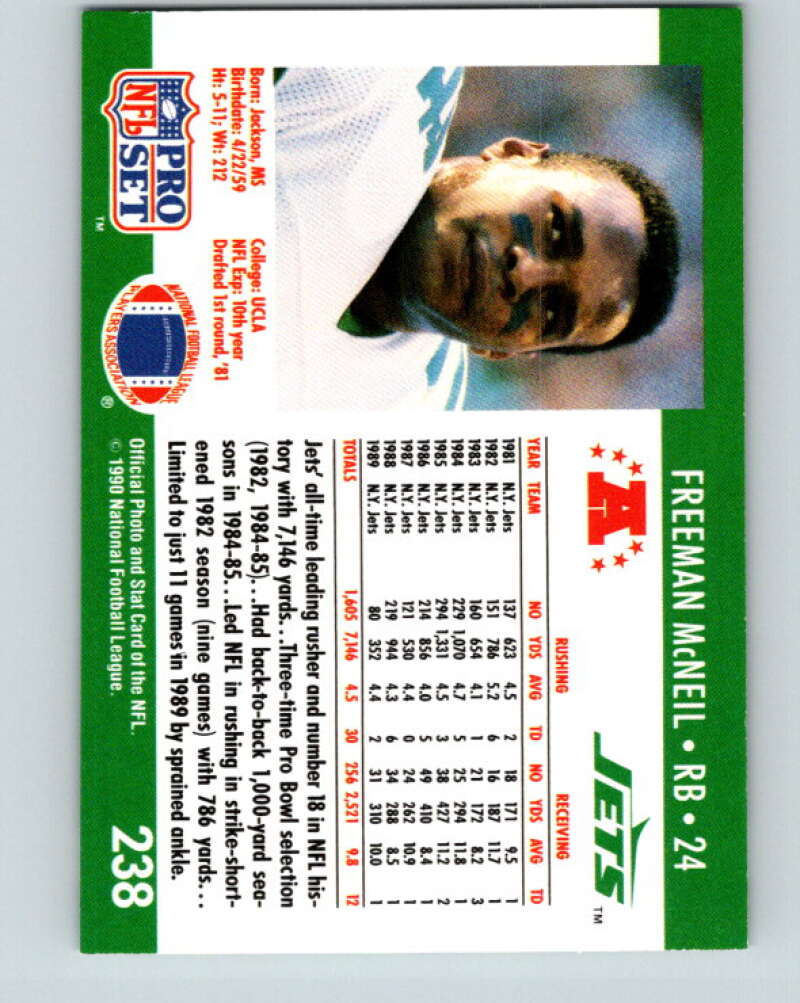 FREEMAN McNEIL • RB • 24
A
JETS
™
RUSHING RECEIVING
YEAR TEAM NO YDS AVG TD NO YDS AVG TD
1981 N.Y. Jets 137 623 4.5 2 18 171 9.5 1
1982 N.Y. Jets 151 786 5.2 6 16 187 11.7 1
1983 N.Y. Jets 160 654 4.1 1 21 172 8.2 3
1984 N.Y. Jets 229 1,070 4.7 5 25 294 11.8 1
1985 N.Y. Jets 294 1,331 4.5 3 38 427 11.2 2
1986 N.Y. Jets 214 856 4.0 5 49 410 8.4 1
1987 N.Y. Jets 121 530 4.4 0 24 262 10.9 1
1988 N.Y. Jets 219 944 4.3 6 34 288 8.5 1
1989 N.Y. Jets 80 352 4.4 2 31 310 10.0 1
TOTALS 1,605 7,146 4.5 30 256 2,521 9.8 12
Jets' all-time leading rusher and number 18 in NFL his-
tory with 7,146 yards...Three-time Pro Bowl selection
(1982, 1984-85)...Had back-to-back 1,000-yard sea-
sons in 1984-85...Led NFL in rushing in strike-short-
ened 1982 season (nine games) with 786 yards...
Limited to just 11 games in 1989 by sprained ankle.
Born: Jackson, MS
Birthdate: 4/22/59
Ht: 5-11; Wt: 212
College: UCLA
NFL Exp: 10th year
Drafted 1st round, '81
PRO SET
NFL
™
NATIONAL FOOTBALL LEAGUE
PLAYERS ASSOCIATION
®
Official Photo and Stat Card of the NFL.
© 1990 National Football League.
238